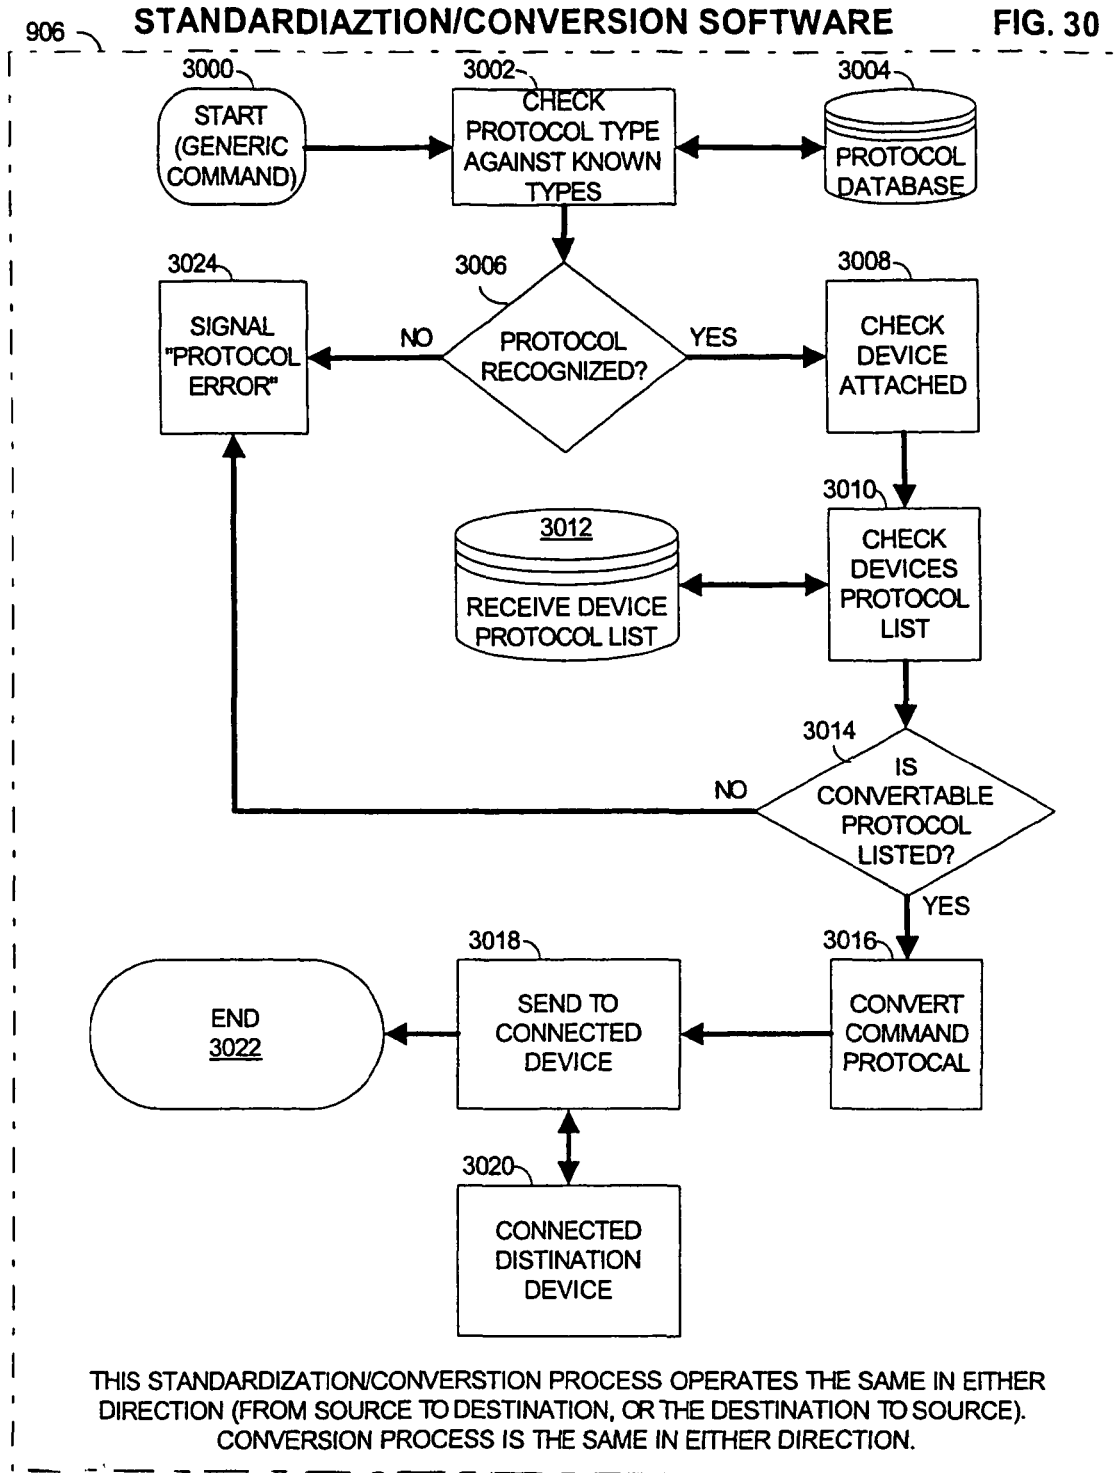 STANDARDIAZTION/CONVERSION SOFTWARE
FIG. 30
906
3000
START
(GENERIC
COMMAND)
3002
CHECK
PROTOCOL TYPE
AGAINST KNOWN
TYPES
3004
PROTOCOL
DATABASE
3024
SIGNAL
"PROTOCOL
ERROR"
NO
3006
PROTOCOL
RECOGNIZED?
YES
3008
CHECK
DEVICE
ATTACHED
3012
RECEIVE DEVICE
PROTOCOL LIST
3010
CHECK
DEVICES
PROTOCOL
LIST
3014
IS
CONVERTABLE
PROTOCOL
LISTED?
NO
YES
3016
CONVERT
COMMAND
PROTOCAL
3018
SEND TO
CONNECTED
DEVICE
END
3022
3020
CONNECTED
DISTINATION
DEVICE
THIS STANDARDIZATION/CONVERSTION PROCESS OPERATES THE SAME IN EITHER
DIRECTION (FROM SOURCE TO DESTINATION, OR THE DESTINATION TO SOURCE).
CONVERSION PROCESS IS THE SAME IN EITHER DIRECTION.